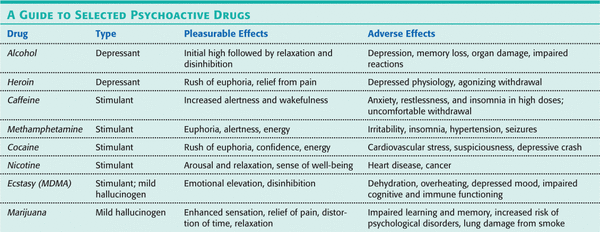 A Guide to Selected Psychoactive Drugs
Drug Type Pleasurable Effects Adverse Effects
Alcohol Depressant Initial high followed by relaxation and disinhibition Depression, memory loss, organ damage, impaired reactions
Heroin Depressant Rush of euphoria, relief from pain Depressed physiology, agonizing withdrawal
Caffeine Stimulant Increased alertness and wakefulness Anxiety, restlessness, and insomnia in high doses; uncomfortable withdrawal
Methamphetamine Stimulant Euphoria, alertness, energy Irritability, insomnia, hypertension, seizures
Cocaine Stimulant Rush of euphoria, confidence, energy Cardiovascular stress, suspiciousness, depressive crash
Nicotine Stimulant Arousal and relaxation, sense of well-being Heart disease, cancer
Ecstasy (MDMA) Stimulant; mild hallucinogen Emotional elevation, disinhibition Dehydration, overheating, depressed mood, impaired cognitive and immune functioning
Marijuana Mild hallucinogen Enhanced sensation, relief of pain, distortion of time, relaxation Impaired learning and memory, increased risk of psychological disorders, lung damage from smoke